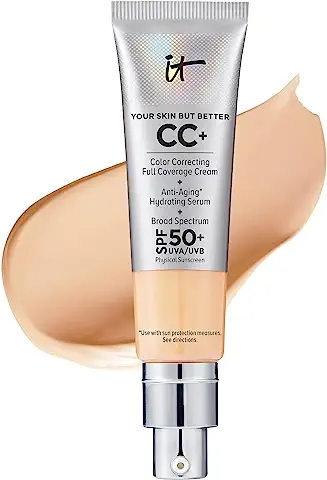 it
YOUR SKIN BUT BETTER
CC+
Color Correcting
Full Coverage Cream
+
Anti-Aging*
Hydrating Serum
+
Broad Spectrum
SPF 50+
UVA/UVB
Physical Sunscreen
*Use with sun protection measures.
See directions.